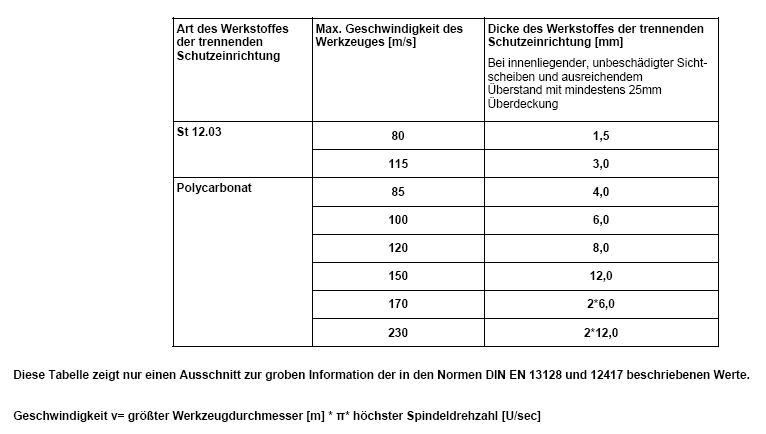 Art des Werkstoffes
der trennenden
Schutzeinrichtung
Max. Geschwindigkeit des
Werkzeuges [m/s]
Dicke des Werkstoffes der trennenden
Schutzeinrichtung [mm]
Bei innenliegender, unbeschädigter Sicht-
scheiben und ausreichendem
Überstand mit mindestens 25mm
Überdeckung
St 12.03
80
1,5
115
3,0
Polycarbonat
85
4,0
100
6,0
120
8,0
150
12,0
170
2*6,0
230
2*12,0
Diese Tabelle zeigt nur einen Ausschnitt zur groben Information der in den Normen DIN EN 13128 und 12417 beschriebenen Werte.
Geschwindigkeit v= größter Werkzeugdurchmesser [m] * π* höchster Spindeldrehzahl [U/sec]